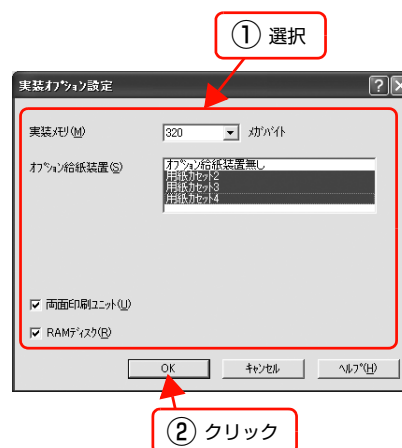 ① 選択
実装ｵﾌﾟｼｮﾝ設定
実装ﾒﾓﾘ(M) 320 ﾒｶﾞﾊﾞｲﾄ
ｵﾌﾟｼｮﾝ給紙装置(S) ｵﾌﾟｼｮﾝ給紙装置無し
用紙ｶｾｯﾄ2
用紙ｶｾｯﾄ3
用紙ｶｾｯﾄ4
両面印刷ﾕﾆｯﾄ(U)
RAMﾃﾞｨｽｸ(R)
OK ｷｬﾝｾﾙ ﾍﾙﾌﾟ(H)
② クリック